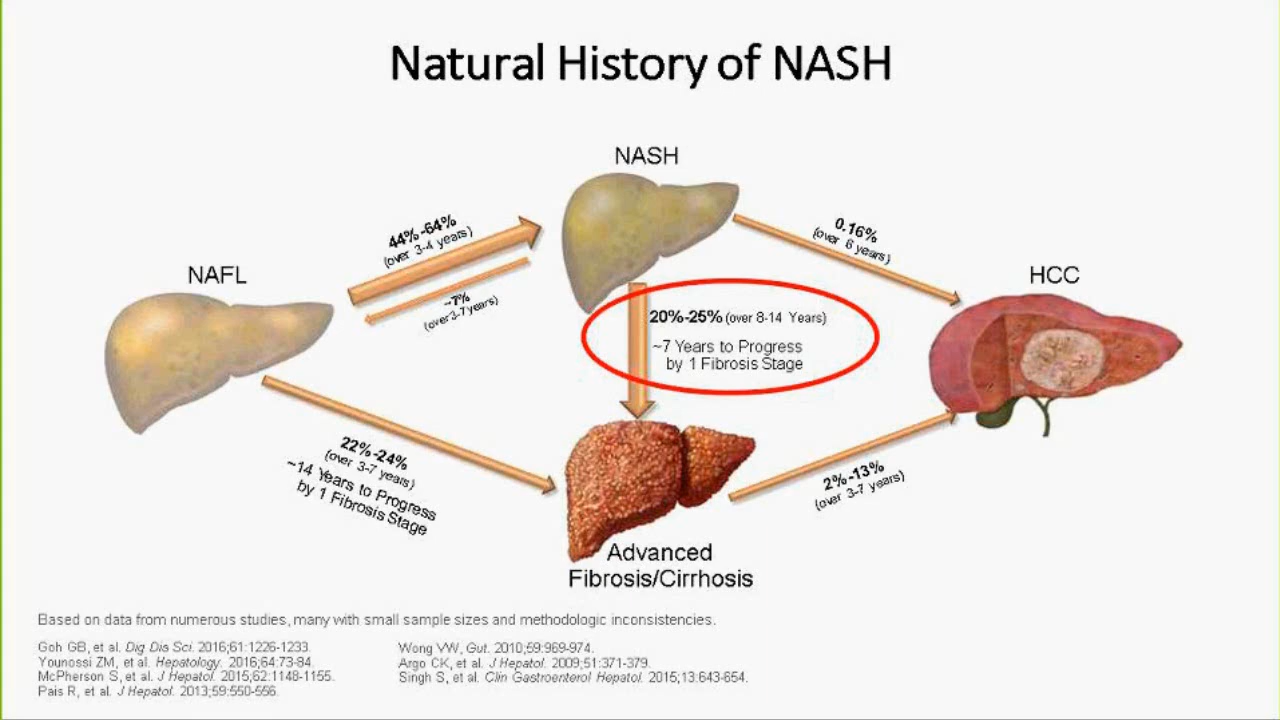 Natural History of NASH
NASH
44%-64%
(over 3-4 years)
0.16%
(over 6 years)
NAFL
HCC
~7%
(over3-7years)
20%-25% (over 8-14 Years)
~7 Years to Progress
by 1 Fibrosis Stage
22%-24%
(over 3-7 years)
~14 Years to Progress
by 1 Fibrosis Stage
2%-13%
(over 3-7 years)
Advanced
Fibrosis/Cirrhosis
Based on data from numerous studies, many with small sample sizes and methodologic inconsistencies.
Goh GB, et al. Dig Dis Sci. 2016;61:1226-1233.
Younossi ZM, et al. Hepatology. 2016;64:73-84.
McPherson S, et al. J Hepatol. 2015;62:1148-1155.
Pais R, et al. J Hepatol. 2013;59:550-556.
Wong VW, Gut. 2010;59:969-974.
Argo CK, et al. J Hepatol. 2009;51:371-379.
Singh S, et al. Clin Gastroenterol Hepatol. 2015;13:643-654.